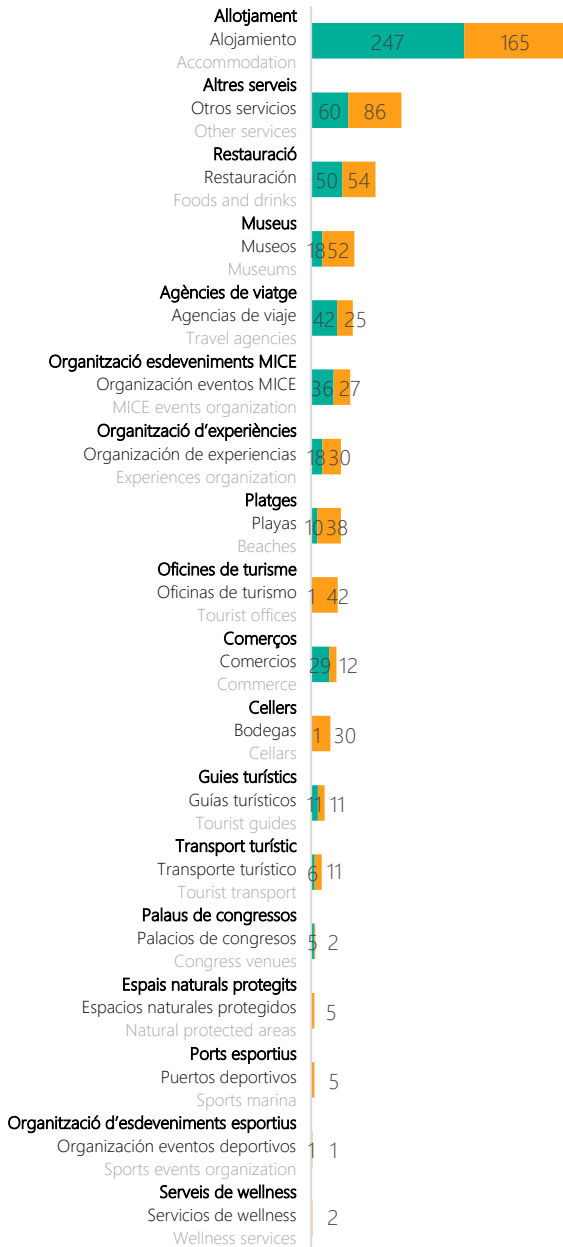 Allotjament
Alojamiento
Accommodation
247 165
Altres serveis
Otros servicios
Other services
60 86
Restauració
Restauración
Foods and drinks
50 54
Museus
Museos
Museums
18 52
Agències de viatge
Agencias de viaje
Travel agencies
42 25
Organització esdeveniments MICE
Organización eventos MICE
MICE events organization
36 27
Organització d'experiències
Organización de experiencias
Experiences organization
18 30
Platges
Playas
Beaches
10 38
Oficines de turisme
Oficinas de turismo
Tourist offices
1 42
Comerços
Comercios
Commerce
29 12
Cellers
Bodegas
Cellars
1 30
Guies turístics
Guías turísticos
Tourist guides
11 11
Transport turístic
Transporte turístico
Tourist transport
6 11
Palaus de congressos
Palacios de congresos
Congress venues
5 2
Espais naturals protegits
Espacios naturales protegidos
Natural protected areas
5
Ports esportius
Puertos deportivos
Sports marina
5
Organització d'esdeveniments esportius
Organización eventos deportivos
Sports events organization
1 1
Serveis de wellness
Servicios de wellness
Wellness services
2